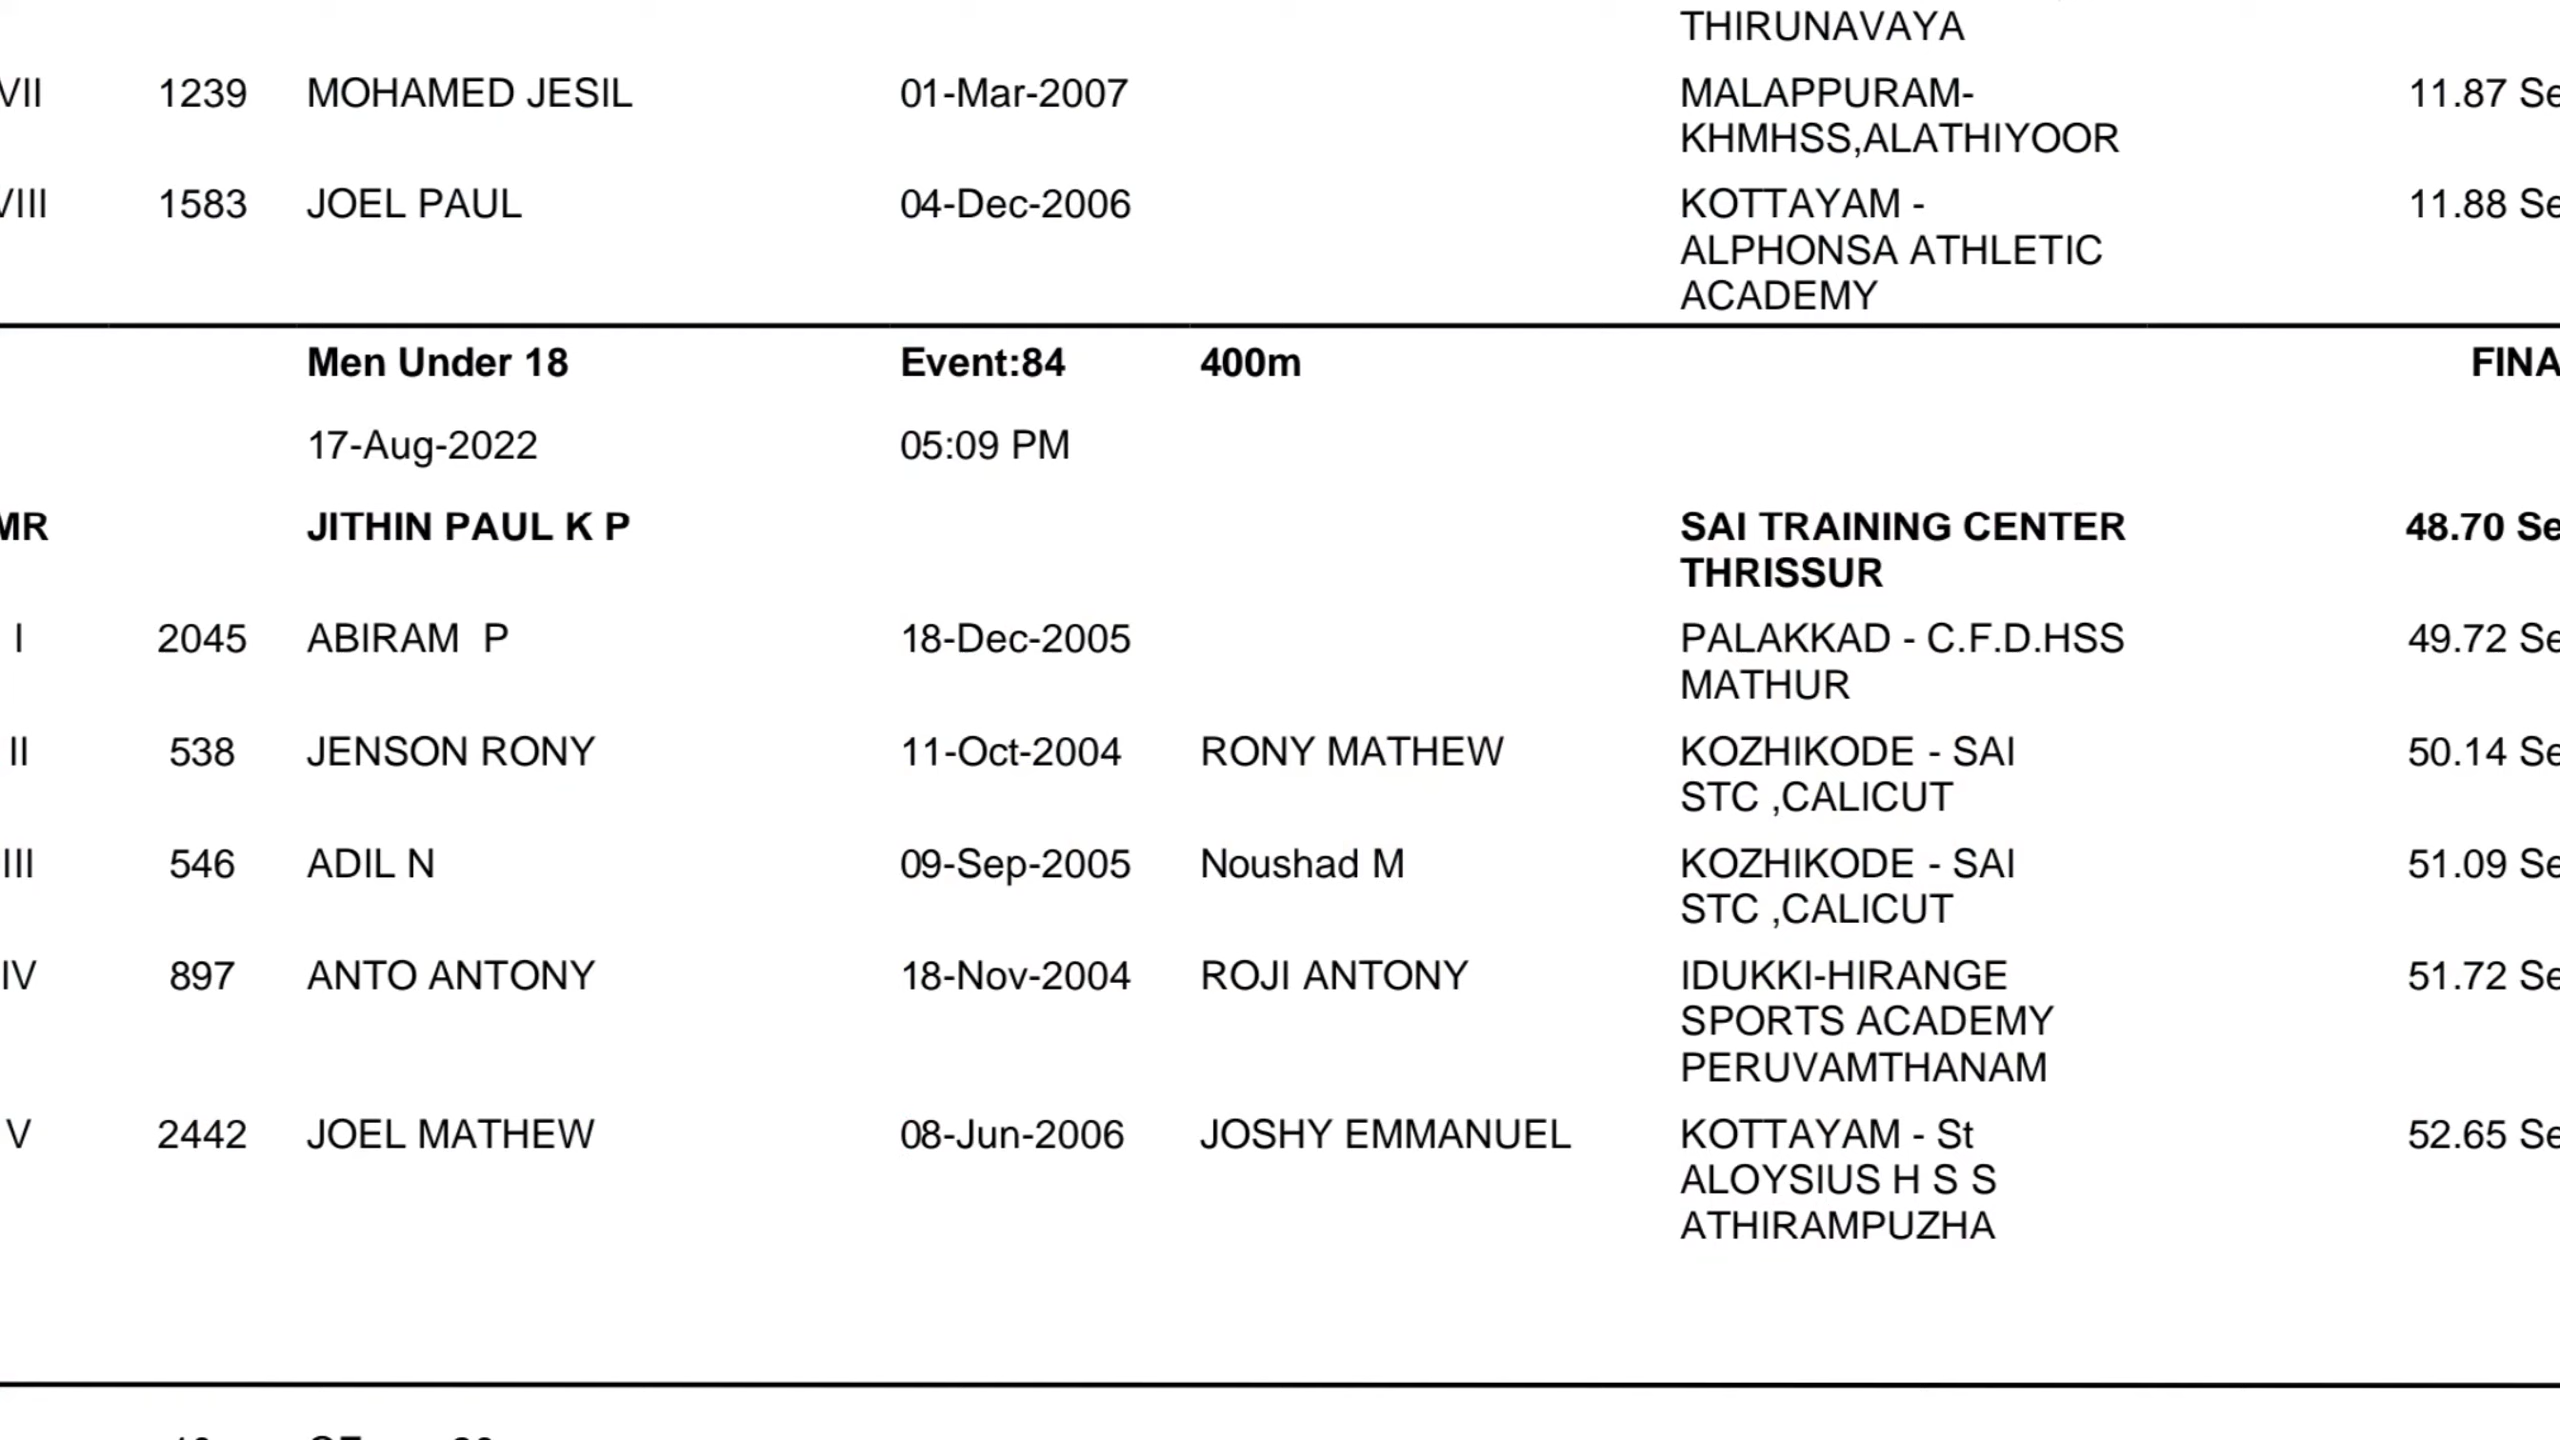 THIRUNAVAYA
VII 1239 MOHAMED JESIL 01-Mar-2007 MALAPPURAM- 11.87 Se
KHMHSS,ALATHIYOOR
VIII 1583 JOEL PAUL 04-Dec-2006 KOTTAYAM - 11.88 Se
ALPHONSA ATHLETIC
ACADEMY
Men Under 18 Event:84 400m FINA
17-Aug-2022 05:09 PM
MR JITHIN PAUL K P SAI TRAINING CENTER 48.70 Se
THRISSUR
I 2045 ABIRAM P 18-Dec-2005 PALAKKAD - C.F.D.HSS 49.72 Se
MATHUR
II 538 JENSON RONY 11-Oct-2004 RONY MATHEW KOZHIKODE - SAI 50.14 Se
STC ,CALICUT
III 546 ADIL N 09-Sep-2005 Noushad M KOZHIKODE - SAI 51.09 Se
STC ,CALICUT
IV 897 ANTO ANTONY 18-Nov-2004 ROJI ANTONY IDUKKI-HIRANGE 51.72 Se
SPORTS ACADEMY
PERUVAMTHANAM
V 2442 JOEL MATHEW 08-Jun-2006 JOSHY EMMANUEL KOTTAYAM - St 52.65 Se
ALOYSIUS H S S
ATHIRAMPUZHA